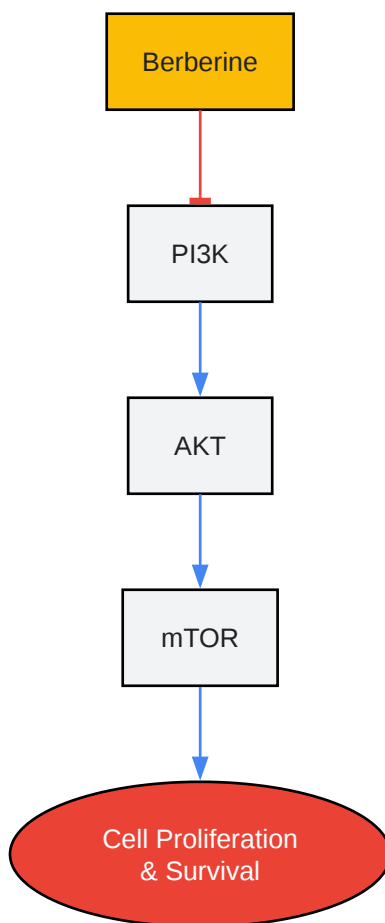 Berberine
PI3K
AKT
mTOR
Cell Proliferation
& Survival